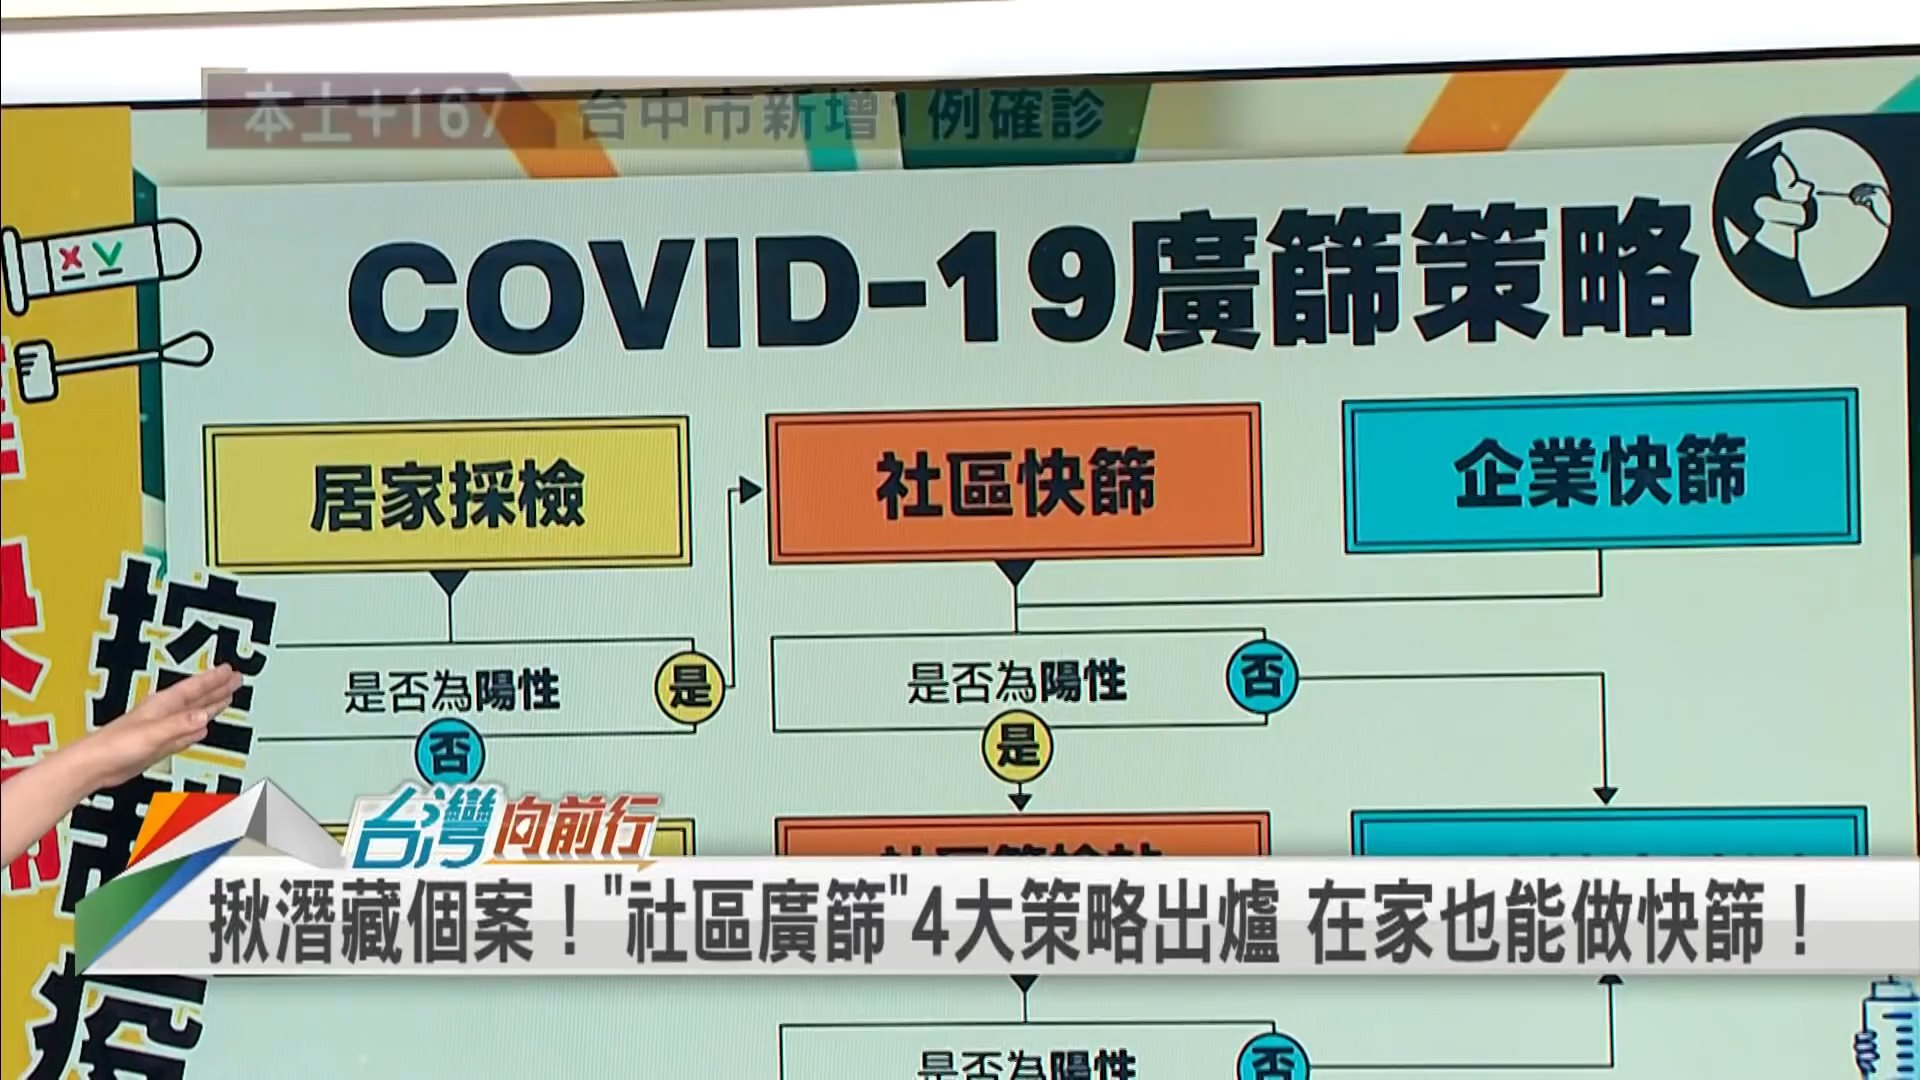 本土+167 台中市新增1例確診
COVID-19廣篩策略
居家採檢
社區快篩
企業快篩
是否為陽性
是
否
是否為陽性
否
是
控
台灣向前行
揪潛藏個案！"社區廣篩"4大策略出爐 在家也能做快篩！
疫
是否為陽性
否